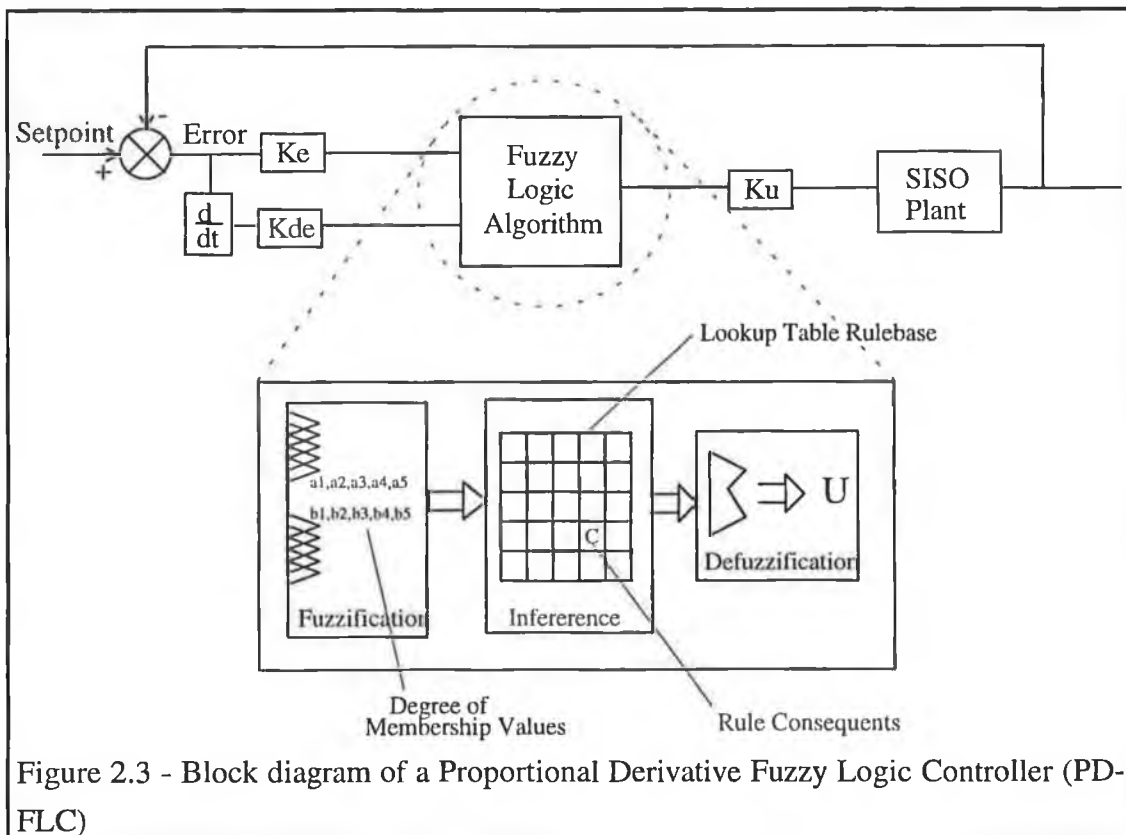 Setpoint
+
-
Error
Ke
d
dt
Kde
Fuzzy
Logic
Algorithm
Ku
SISO
Plant
Lookup Table Rulebase
a1,a2,a3,a4,a5
b1,b2,b3,b4,b5
Fuzzification
C
Infererence
U
Defuzzification
Degree of
Membership Values
Rule Consequents
Figure 2.3 - Block diagram of a Proportional Derivative Fuzzy Logic Controller (PD-
FLC)